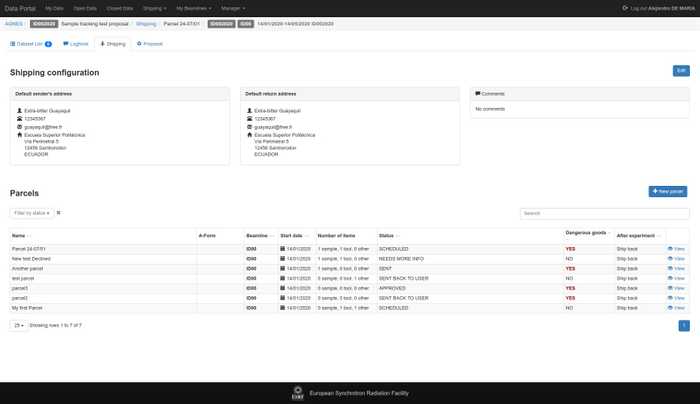 Data Portal My Data Open Data Closed Data Shipping My Beamlines Manager Log out Alejandro DE MARIA
ID002020 Sample tracking test proposal Shipping Parcel 24-07/01 ID002020 ID00 14/01/2020-14/05/2020 ID002020
Dataset List Logbook Shipping Proposal
Shipping configuration Edit
Default sender's address Default return address Comments
Extra-bitter Guayaquil Extra-bitter Guayaquil No comments
12345367 12345367
guayaquil@free.fr guayaquil@free.fr
Escuela Superior Politécnica Escuela Superior Politécnica
Via Perimetral 5 Via Perimetral 5
12456 Samborondon 12456 Samborondon
ECUADOR ECUADOR
Parcels + New parcel
Filter by status Search
Name A-Form Beamline Start date Number of items Status Dangerous goods After experiment
Parcel 24-07/01 ID00 14/01/2020 1 sample, 1 tool, 0 other SCHEDULED YES Ship back View
New test Declined ID00 14/01/2020 1 sample, 1 tool, 0 other NEEDS MORE INFO NO Ship back View
Another parcel ID00 14/01/2020 1 sample, 1 tool, 0 other SENT YES Ship back View
test parcel ID00 14/01/2020 1 sample, 0 tool, 0 other SENT BACK TO USER NO Ship back View
parcel3 ID00 14/01/2020 0 sample, 0 tool, 0 other APPROVED YES Ship back View
parcel2 ID00 14/01/2020 0 sample, 0 tool, 0 other SENT BACK TO USER YES Ship back View
My first Parcel ID00 14/01/2020 0 sample, 1 tool, 0 other SCHEDULED NO Ship back View
25 Showing rows 1 to 7 of 7 1
ESRF European Synchrotron Radiation Facility